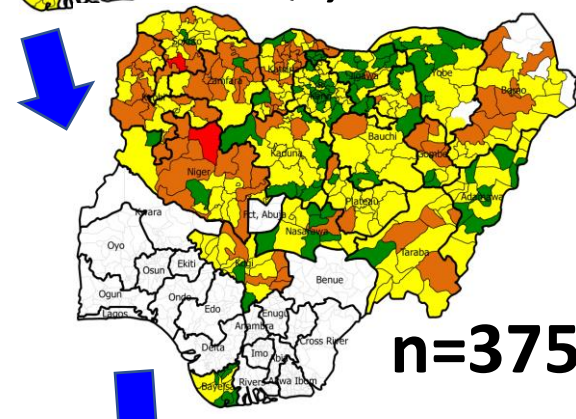 Sokoto
Zamfara
Katsina
Jigawa
Yobe
Borno
Bauchi
Gombe
Kaduna
Niger
Adamawa
Plateau
Fct, Abuja
Nasarawa
Kwara
Taraba
Kogi
Oyo
Osun
Ekiti
Benue
Ogun
Ondo
Lagos
Edo
Enugu
Anambra
Cross River
Delta
Imo
Abia
Bayelsa
Rivers
Akwa Ibom
n=375